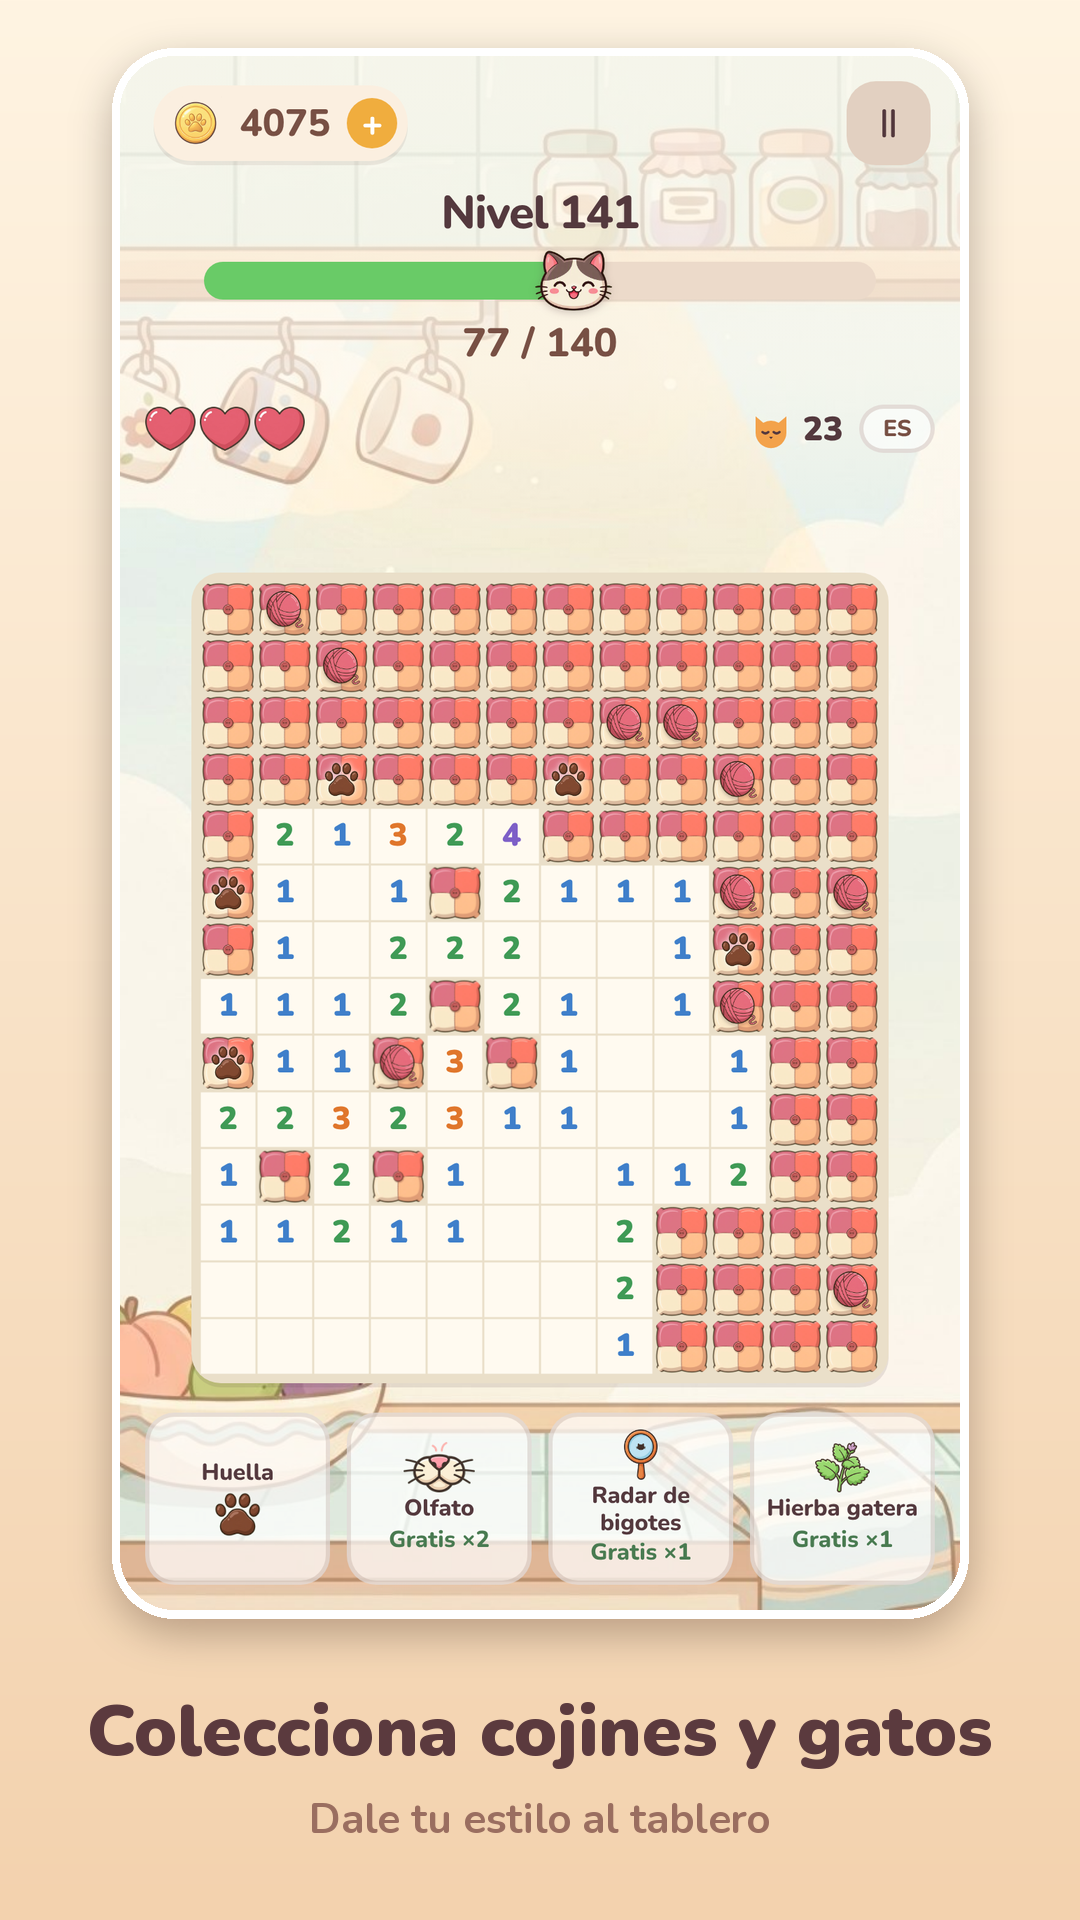 4075 +
Nivel 141
77 / 140
23 ES
2 1 3 2 4
1 1 2 1 1 1
1 2 2 2 1
1 1 1 2 2 1 1
1 1 3 1 1
2 2 3 2 3 1 1 1
1 2 1 1 1 2
1 1 2 1 1 2
2
1
Huella
Olfato
Gratis ×2
Radar de
bigotes
Gratis ×1
Hierba gatera
Gratis ×1
Colecciona cojines y gatos
Dale tu estilo al tablero